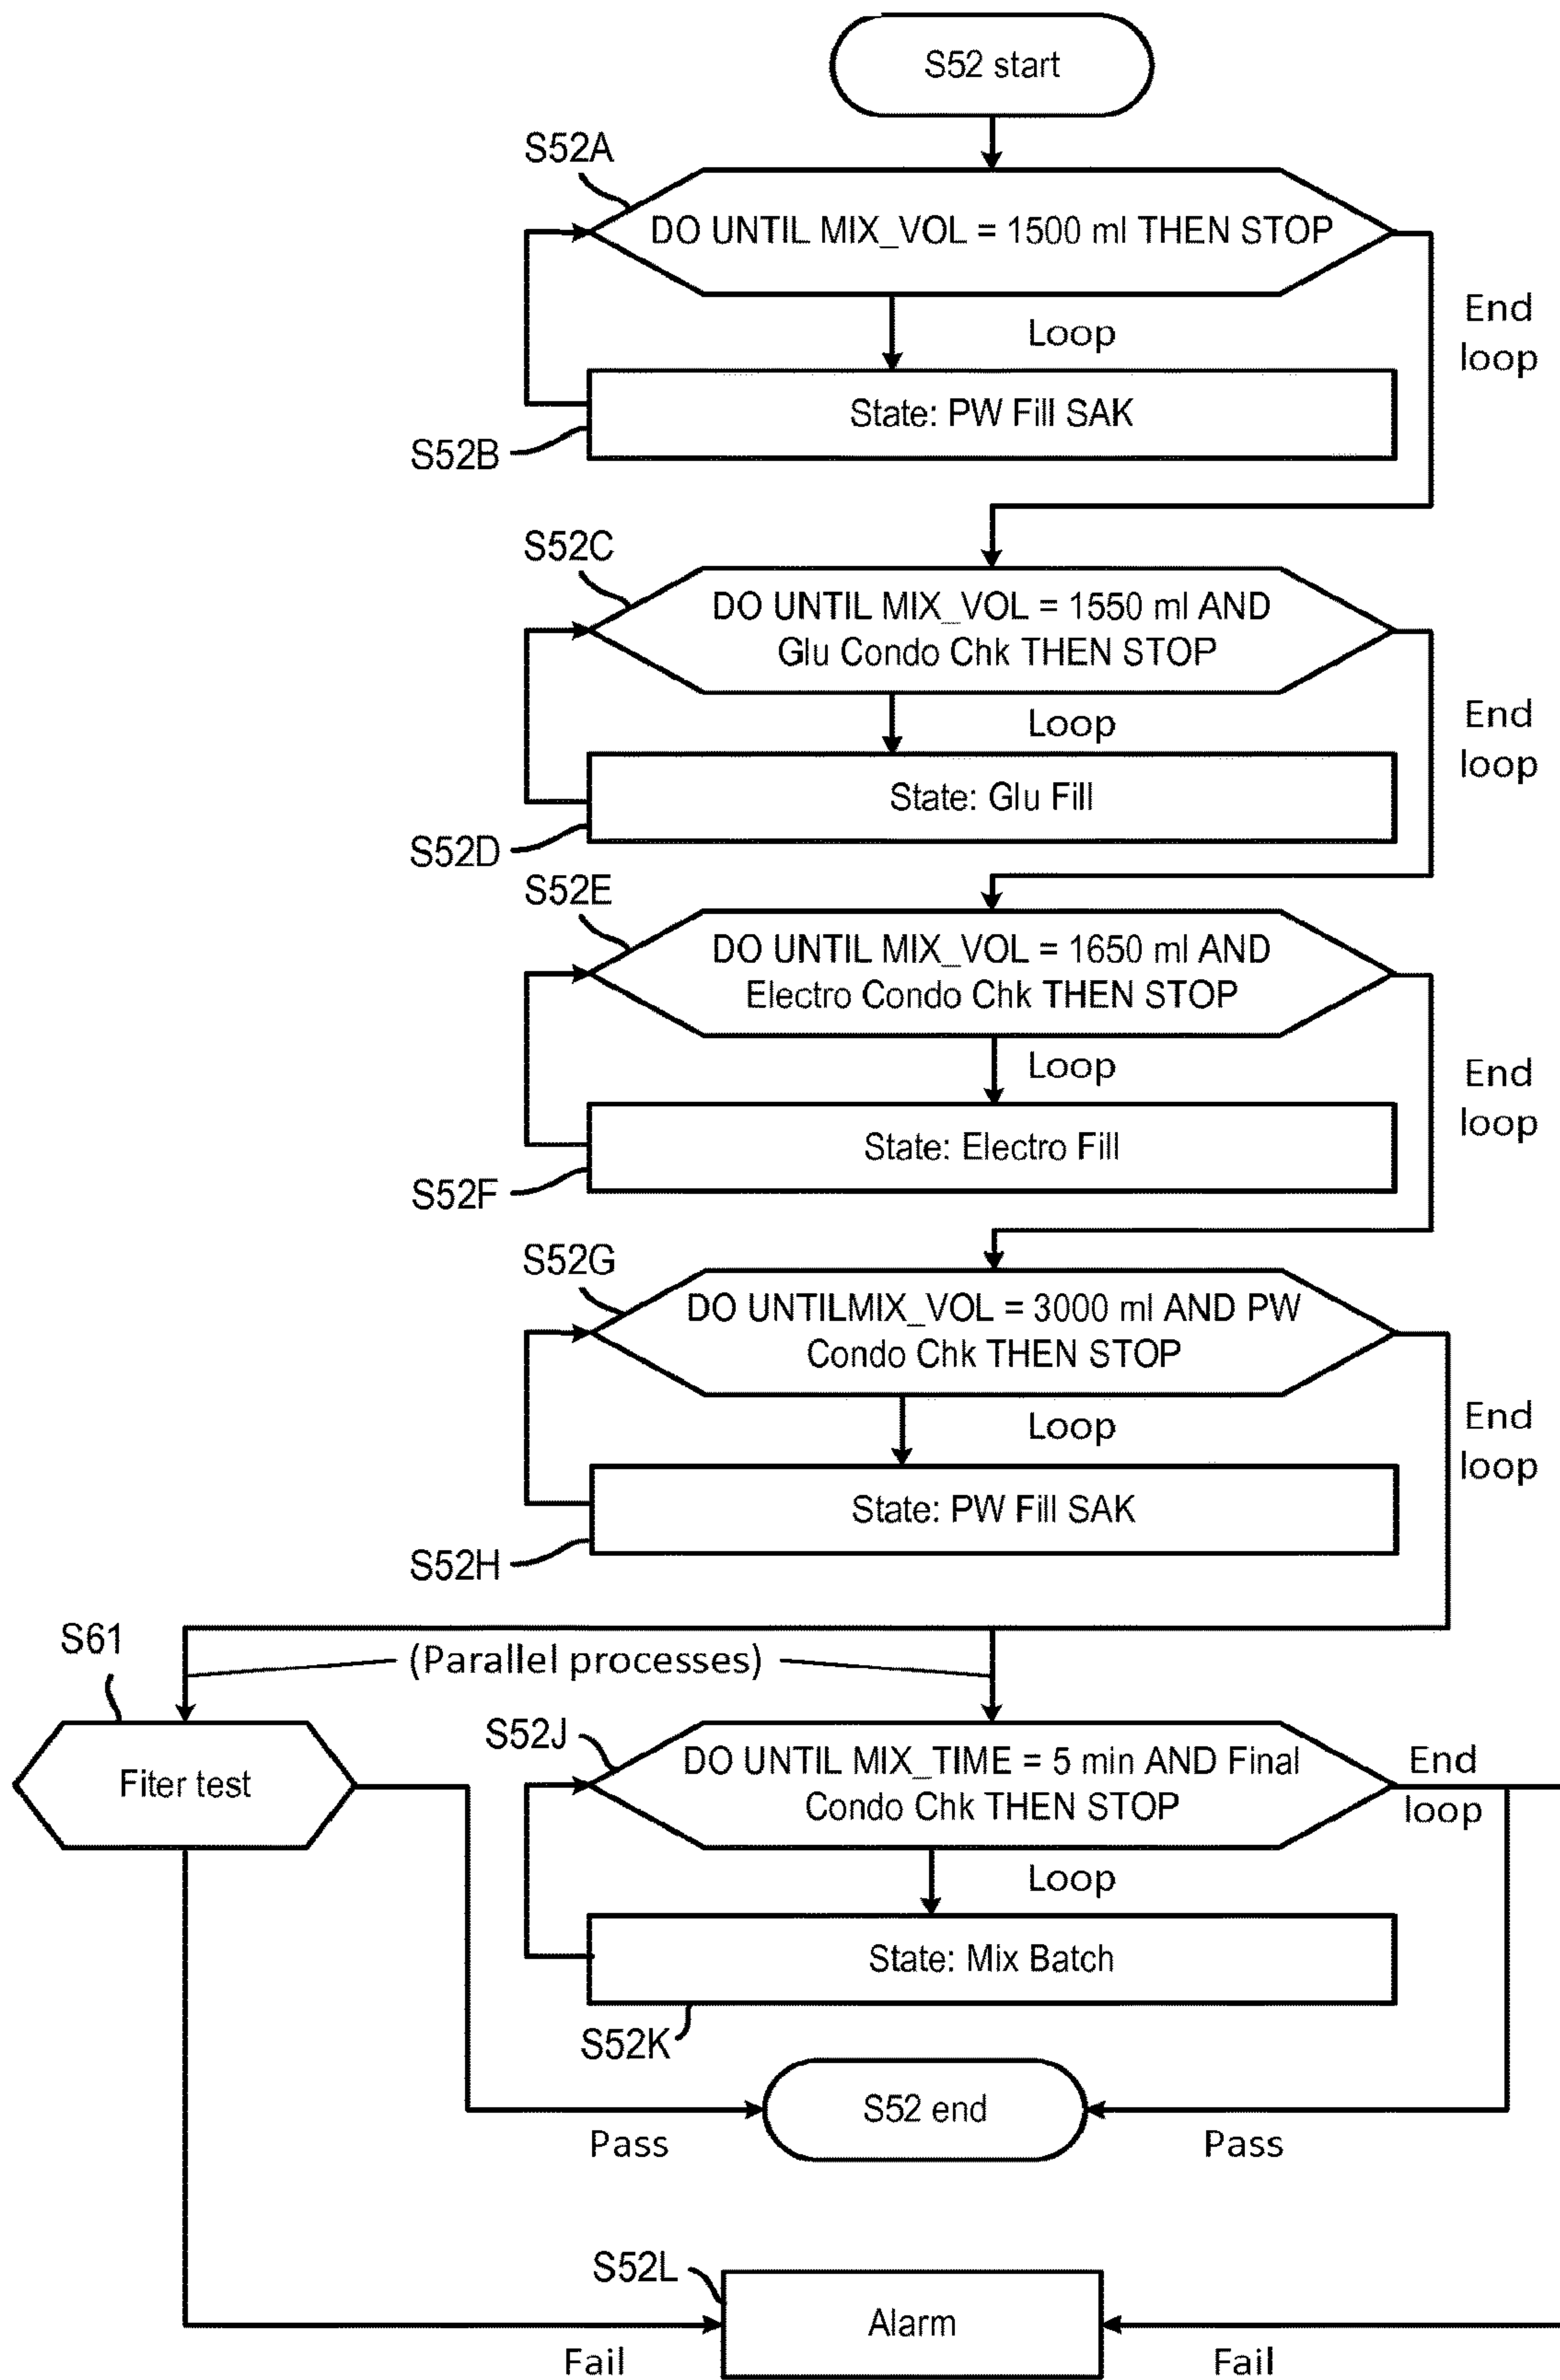 S52 start
S52A
DO UNTIL MIX_VOL = 1500 ml THEN STOP
Loop
End
loop
State: PW Fill SAK
S52B
S52C
DO UNTIL MIX_VOL = 1550 ml AND
Glu Condo Chk THEN STOP
Loop
End
loop
State: Glu Fill
S52D
S52E
DO UNTIL MIX_VOL = 1650 ml AND
Electro Condo Chk THEN STOP
Loop
End
loop
State: Electro Fill
S52F
S52G
DO UNTILMIX_VOL = 3000 ml AND PW
Condo Chk THEN STOP
Loop
End
loop
State: PW Fill SAK
S52H
S61
(Parallel processes)
Fiter test
S52J
DO UNTIL MIX_TIME = 5 min AND Final
Condo Chk THEN STOP
End
loop
Loop
State: Mix Batch
S52K
S52 end
Pass
Pass
S52L
Alarm
Fail
Fail